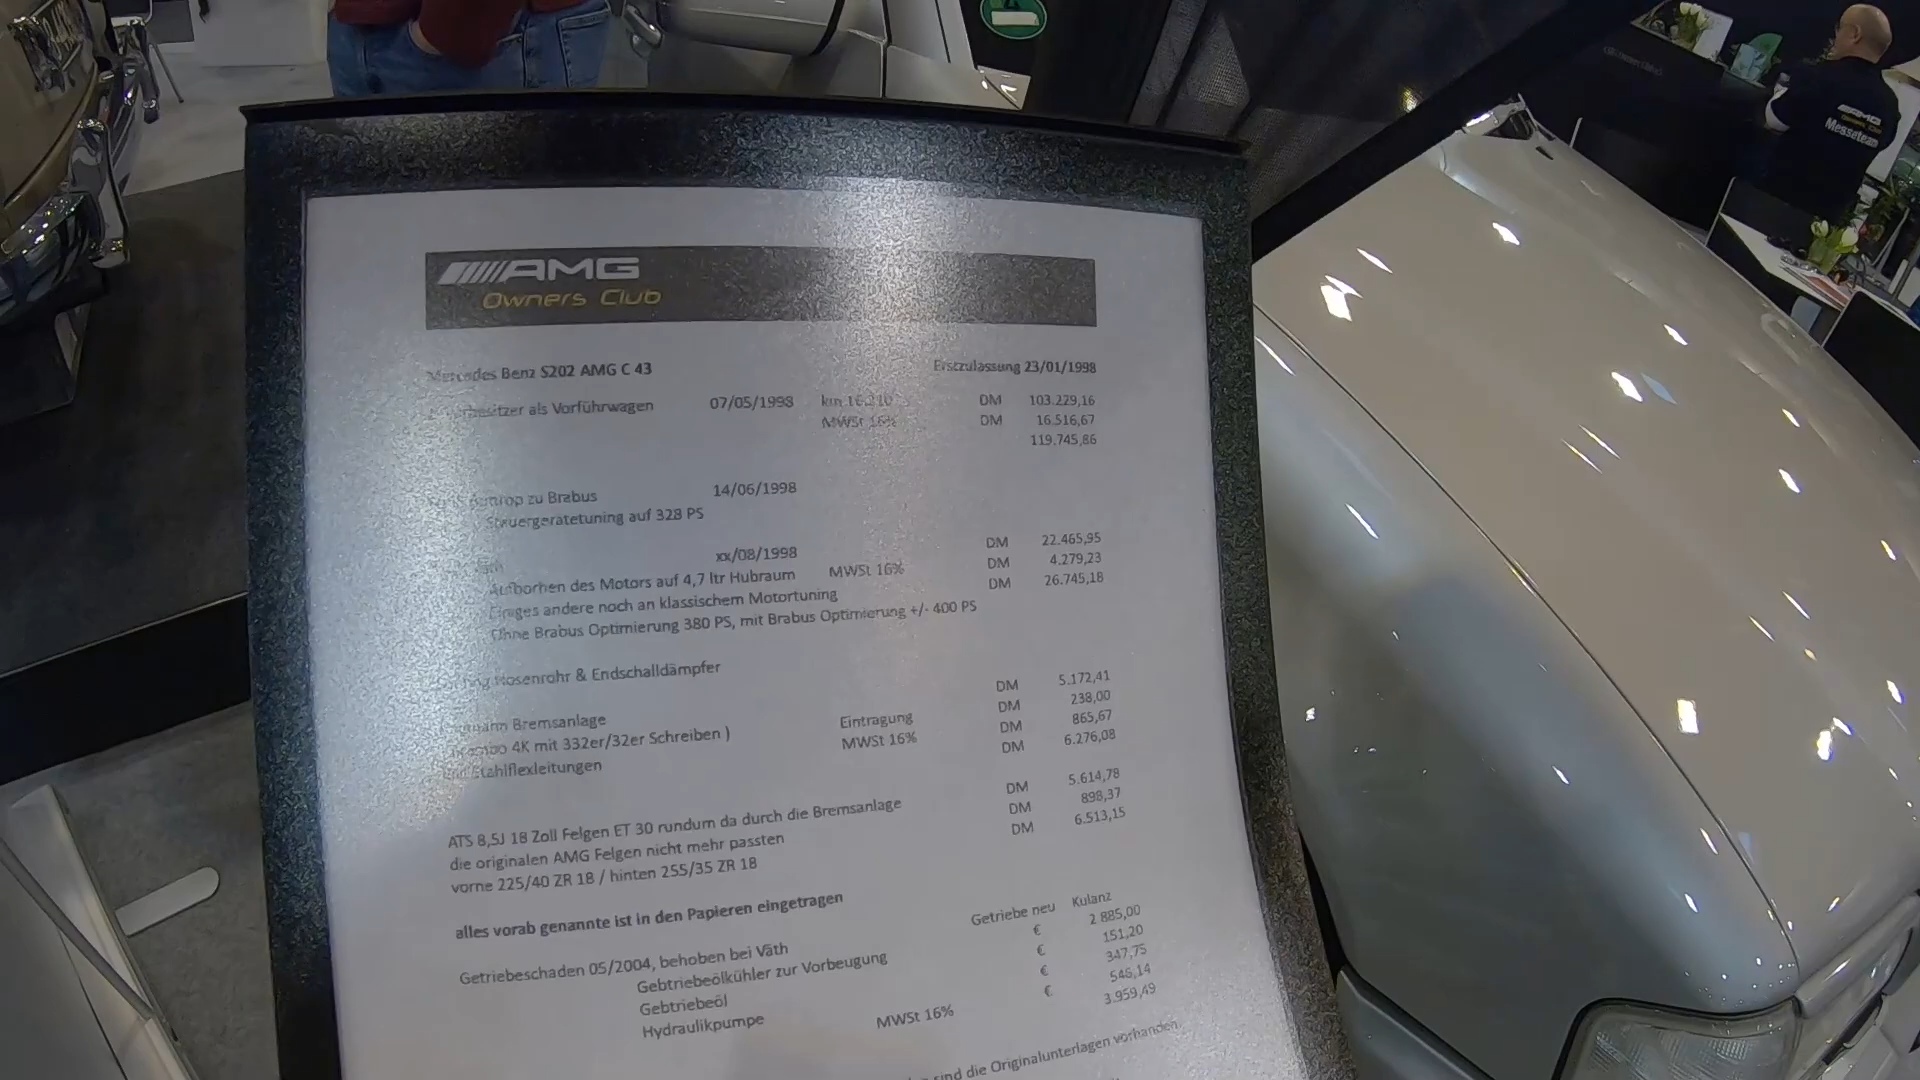 AMG
Owners Club
Mercedes Benz S202 AMG C 43 Erstzulassung 23/01/1998
als Vorführwagen 07/05/1998 km DM 103.229,16
MWSt 16% DM 16.516,67
119.745,86
zu Brabus 14/06/1998
Steuergerätetuning auf 328 PS
xx/08/1998 DM 22.465,95
Aufborhen des Motors auf 4,7 ltr Hubraum MWSt 16% DM 4.279,23
Einiges andere noch an klassischem Motortuning DM 26.745,18
Ohne Brabus Optimierung 380 PS, mit Brabus Optimierung +/- 400 PS
Hosenrohr & Endschalldämpfer
Bremsanlage DM 5.172,41
4K mit 332er/32er Schreiben ) Eintragung DM 238,00
Stahlflexleitungen MWSt 16% DM 865,67
DM 6.276,08
ATS 8,5J 18 Zoll Felgen ET 30 rundum da durch die Bremsanlage DM 5.614,78
die originalen AMG Felgen nicht mehr passten DM 898,37
vorne 225/40 ZR 18 / hinten 255/35 ZR 18 DM 6.513,15
alles vorab genannte ist in den Papieren eingetragen
Getriebeschaden 05/2004, behoben bei Väth Getriebe neu Kulanz
Gebtriebeölkühler zur Vorbeugung € 2 885,00
Gebtriebeöl € 151,20
Hydraulikpumpe € 347,75
MWSt 16% € 546,14
3.959,49
sind die Originalunterlagen vorhanden
AMG
Owners Club
Messeteam